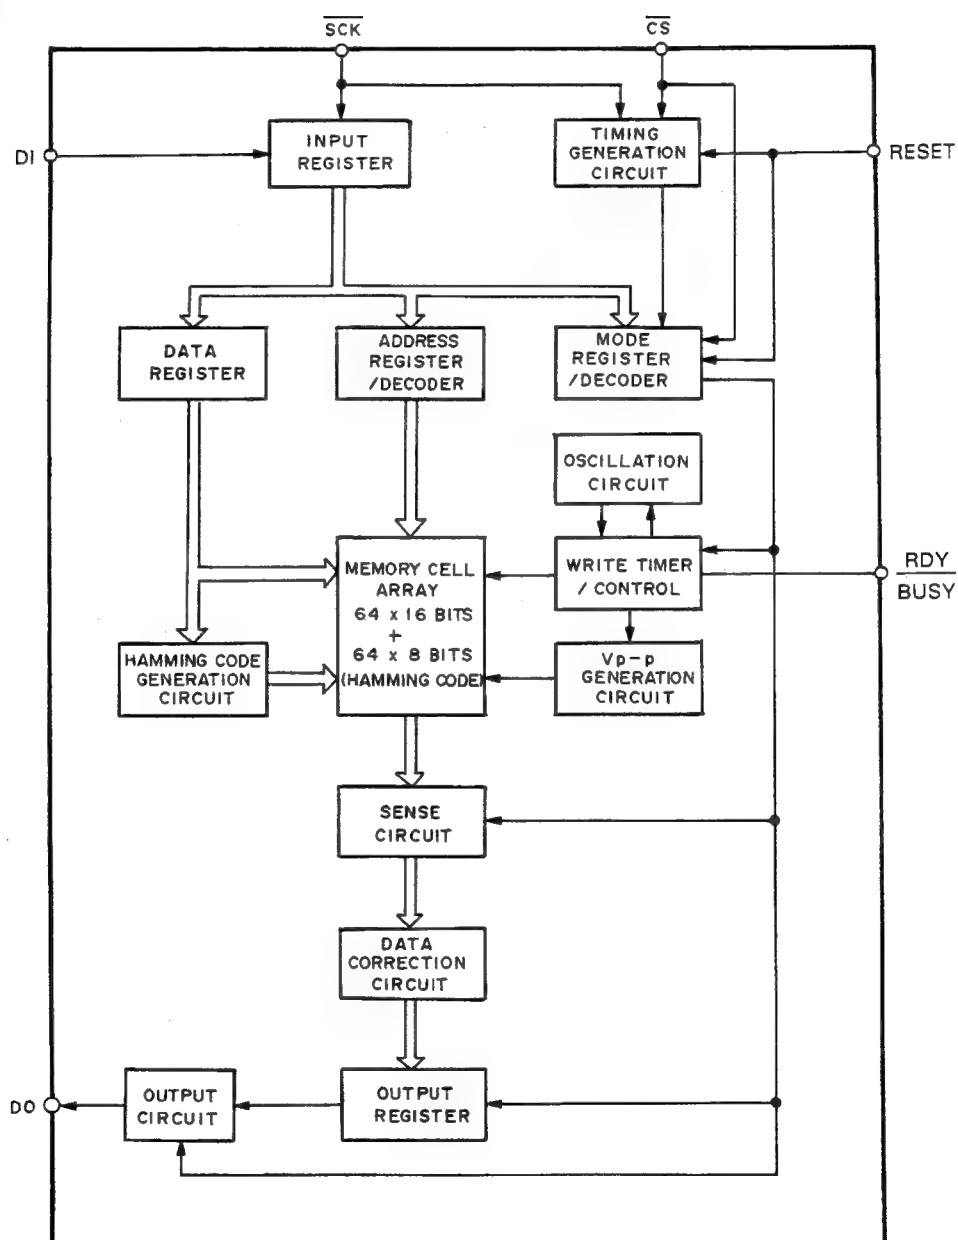 SCK
CS
DI
INPUT
REGISTER
TIMING
GENERATION
CIRCUIT
RESET
DATA
REGISTER
ADDRESS
REGISTER
/DECODER
MODE
REGISTER
/DECODER
OSCILLATION
CIRCUIT
MEMORY CELL
ARRAY
64 x 16 BITS
+
64 x 8 BITS
(HAMMING CODE)
WRITE TIMER
/ CONTROL
RDY
BUSY
HAMMING CODE
GENERATION
CIRCUIT
Vp-p
GENERATION
CIRCUIT
SENSE
CIRCUIT
DATA
CORRECTION
CIRCUIT
DO
OUTPUT
CIRCUIT
OUTPUT
REGISTER